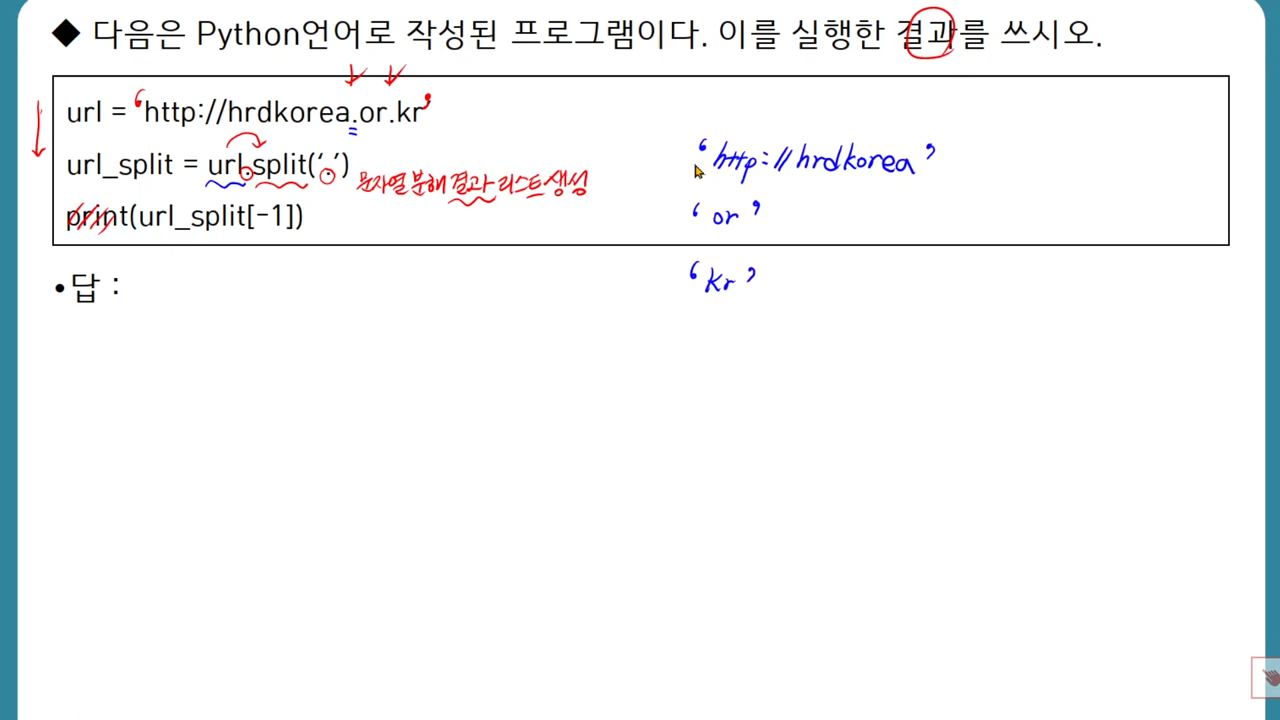 ◆ 다음은 Python언어로 작성된 프로그램이다. 이를 실행한 결과를 쓰시오.
url = ‘http://hrdkorea.or.kr’
url_split = url.split(‘.’) 문자열 분해 결과 리스트 생성
print(url_split[-1])
‘http://hrdkorea’
‘or’
‘kr’
•답 :